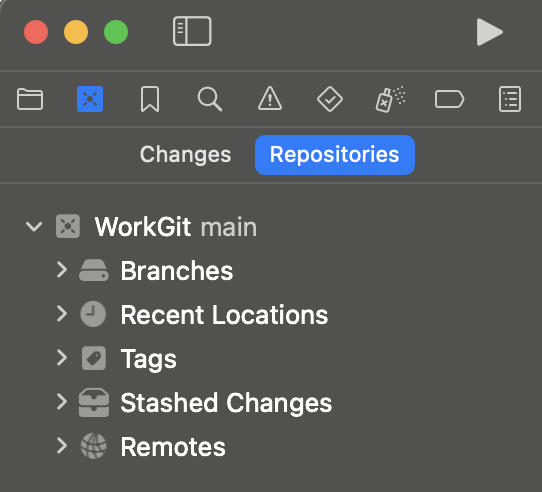 Changes Repositories
WorkGit main
Branches
Recent Locations
Tags
Stashed Changes
Remotes